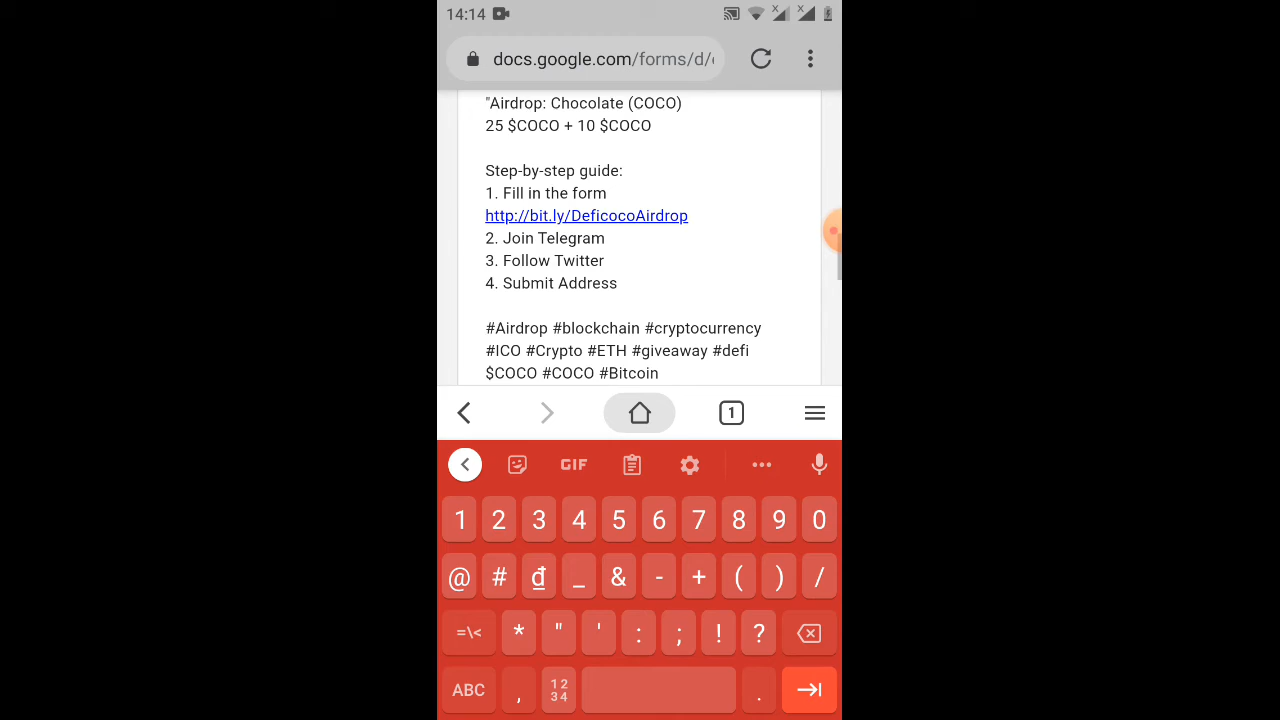 14:14
docs.google.com/forms/d/
"Airdrop: Chocolate (COCO)
25 $COCO + 10 $COCO
Step-by-step guide:
1. Fill in the form
http://bit.ly/DeficocoAirdrop
2. Join Telegram
3. Follow Twitter
4. Submit Address
#Airdrop #blockchain #cryptocurrency
#ICO #Crypto #ETH #giveaway #defi
$COCO #COCO #Bitcoin
1
GIF
1 2 3 4 5 6 7 8 9 0
@ # ₫ _ & - + ( ) /
=\< * " ' : ; ! ?
ABC , 12 34 .